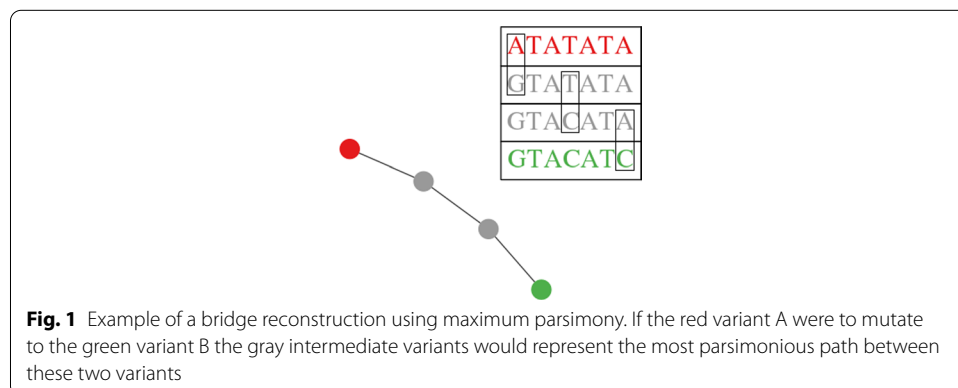 ATATATA
GTATATA
GTACATA
GTACATC
Fig. 1 Example of a bridge reconstruction using maximum parsimony. If the red variant A were to mutate
to the green variant B the gray intermediate variants would represent the most parsimonious path between
these two variants